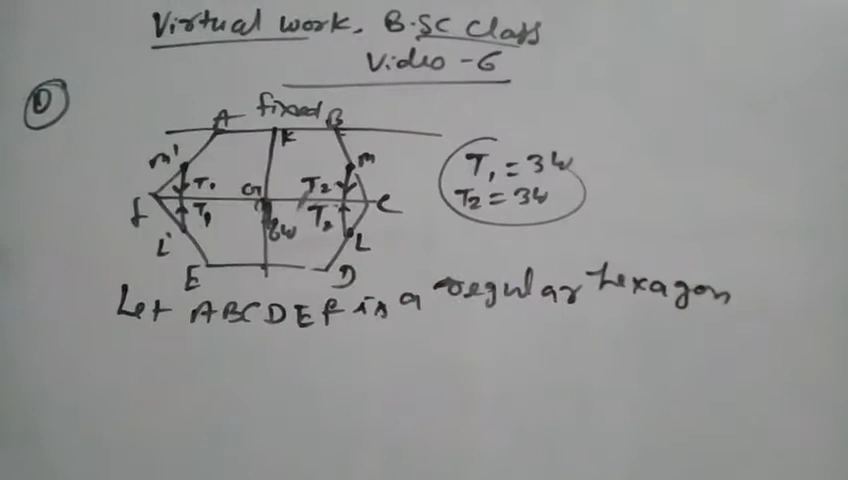 Virtual work, B.SC Class
Video - 6
1)
A fixed B
K
m' m
T1 G T2
f C
T1 6W T2
L' L
E D
T1 = 3W
T2 = 3W
Let ABCDEF is a regular hexagon